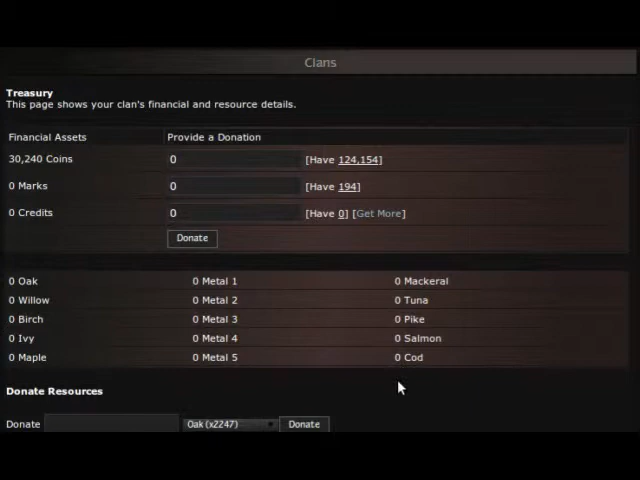 Clans
Treasury
This page shows your clan's financial and resource details.
Financial Assets Provide a Donation
30,240 Coins 0 [Have 124,154]
0 Marks 0 [Have 194]
0 Credits 0 [Have 0] [Get More]
Donate
0 Oak 0 Metal 1 0 Mackeral
0 Willow 0 Metal 2 0 Tuna
0 Birch 0 Metal 3 0 Pike
0 Ivy 0 Metal 4 0 Salmon
0 Maple 0 Metal 5 0 Cod
Donate Resources
Donate Oak (x2247) Donate